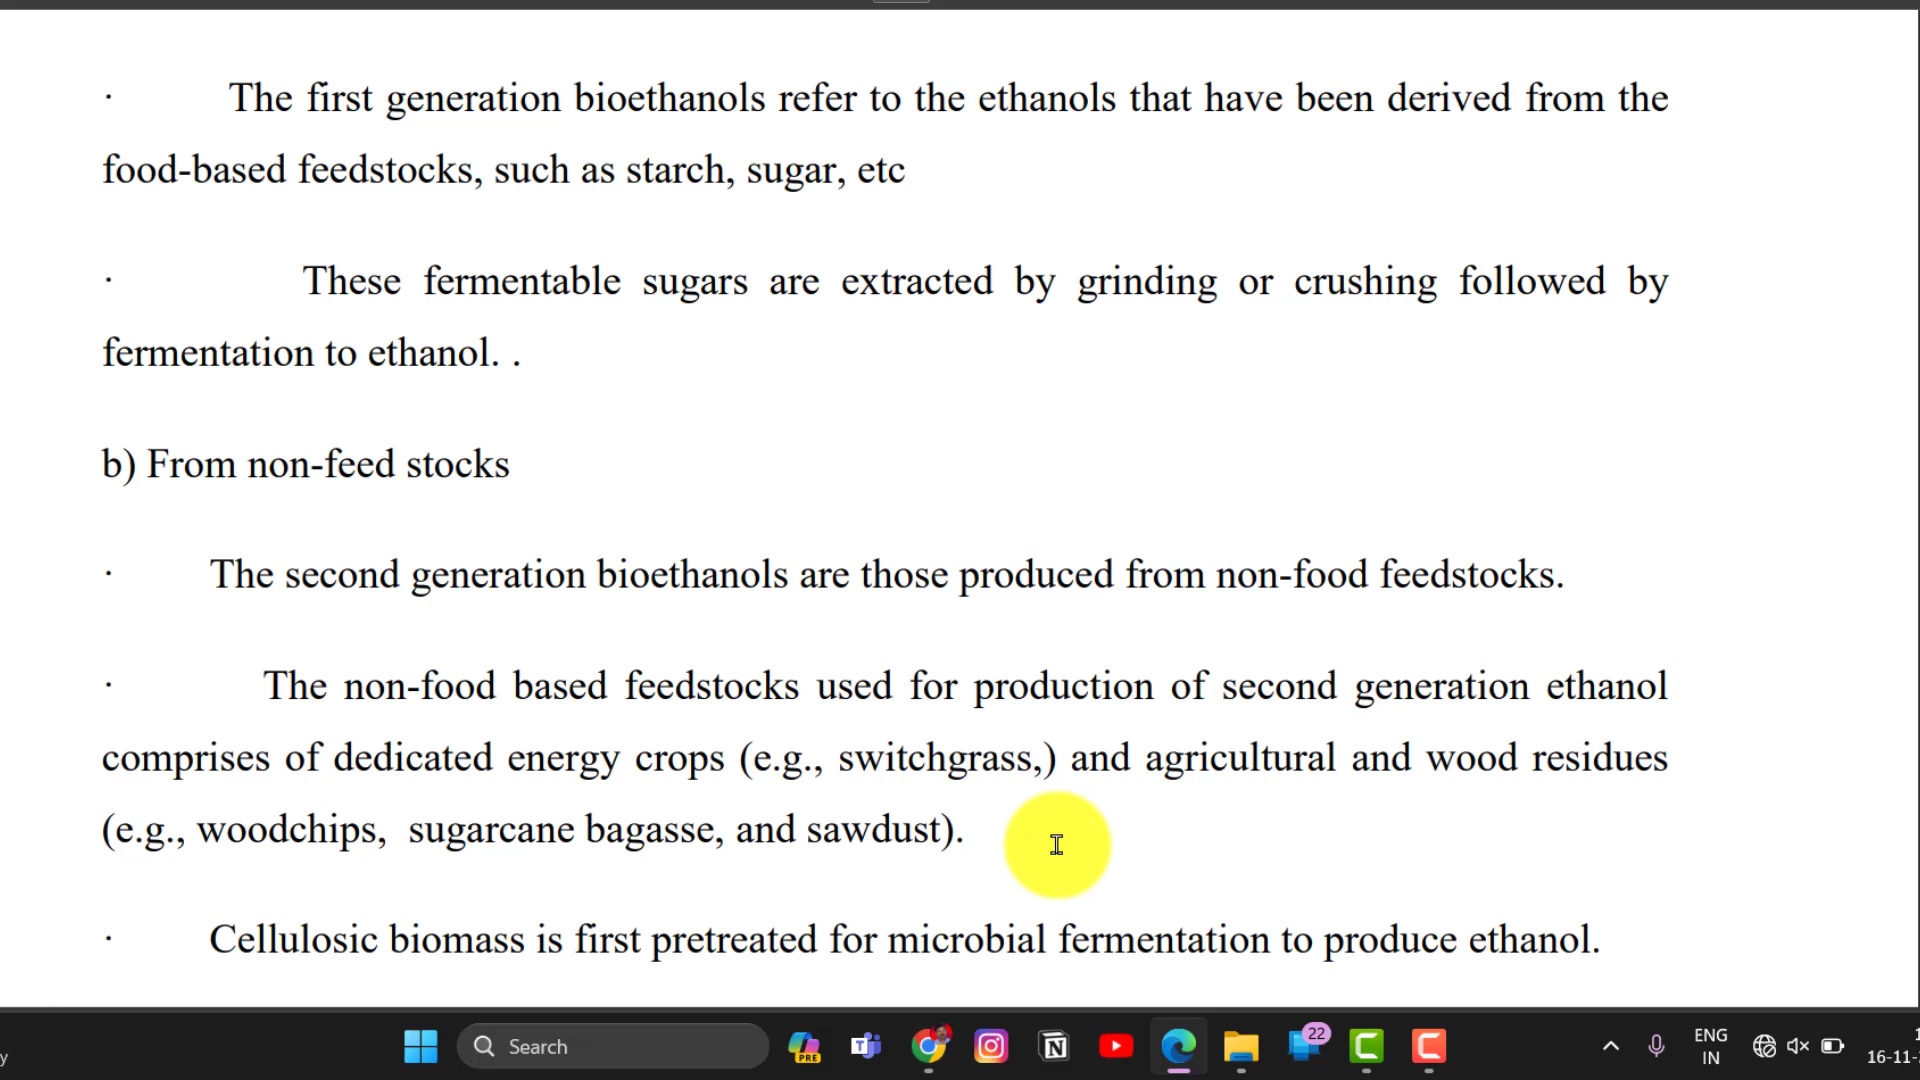 · The first generation bioethanols refer to the ethanols that have been derived from the
food-based feedstocks, such as starch, sugar, etc
· These fermentable sugars are extracted by grinding or crushing followed by
fermentation to ethanol. .
b) From non-feed stocks
· The second generation bioethanols are those produced from non-food feedstocks.
· The non-food based feedstocks used for production of second generation ethanol
comprises of dedicated energy crops (e.g., switchgrass,) and agricultural and wood residues
(e.g., woodchips,  sugarcane bagasse, and sawdust).
· Cellulosic biomass is first pretreated for microbial fermentation to produce ethanol.
y
Search
PRE
22
ENG
IN
16-11-